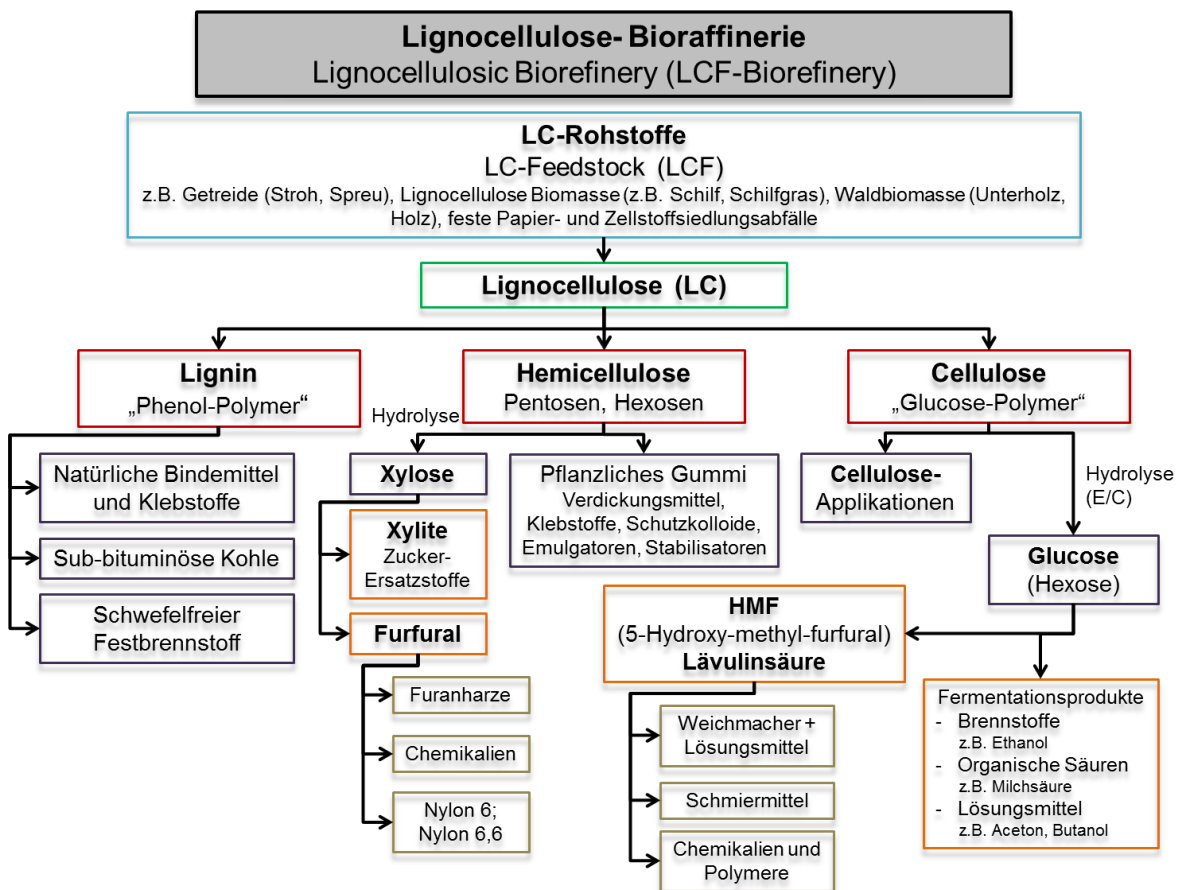 Lignocellulose- Bioraffinerie
Lignocellulosic Biorefinery (LCF-Biorefinery)
LC-Rohstoffe
LC-Feedstock (LCF)
z.B. Getreide (Stroh, Spreu), Lignocellulose Biomasse (z.B. Schilf, Schilfgras), Waldbiomasse (Unterholz,
Holz), feste Papier- und Zellstoffsiedlungsabfälle
Lignocellulose (LC)
Lignin
„Phenol-Polymer“
Hemicellulose
Pentosen, Hexosen
Cellulose
„Glucose-Polymer“
Natürliche Bindemittel
und Klebstoffe
Sub-bituminöse Kohle
Schwefelfreier
Festbrennstoff
Hydrolyse
Xylose
Xylite
Zucker-
Ersatzstoffe
Furfural
Furanharze
Chemikalien
Nylon 6;
Nylon 6,6
Pflanzliches Gummi
Verdickungsmittel,
Klebstoffe, Schutzkolloide,
Emulgatoren, Stabilisatoren
Cellulose-
Applikationen
Hydrolyse
(E/C)
Glucose
(Hexose)
HMF
(5-Hydroxy-methyl-furfural)
Lävulinsäure
Weichmacher +
Lösungsmittel
Schmiermittel
Chemikalien und
Polymere
Fermentationsprodukte
- Brennstoffe
z.B. Ethanol
- Organische Säuren
z.B. Milchsäure
- Lösungsmittel
z.B. Aceton, Butanol